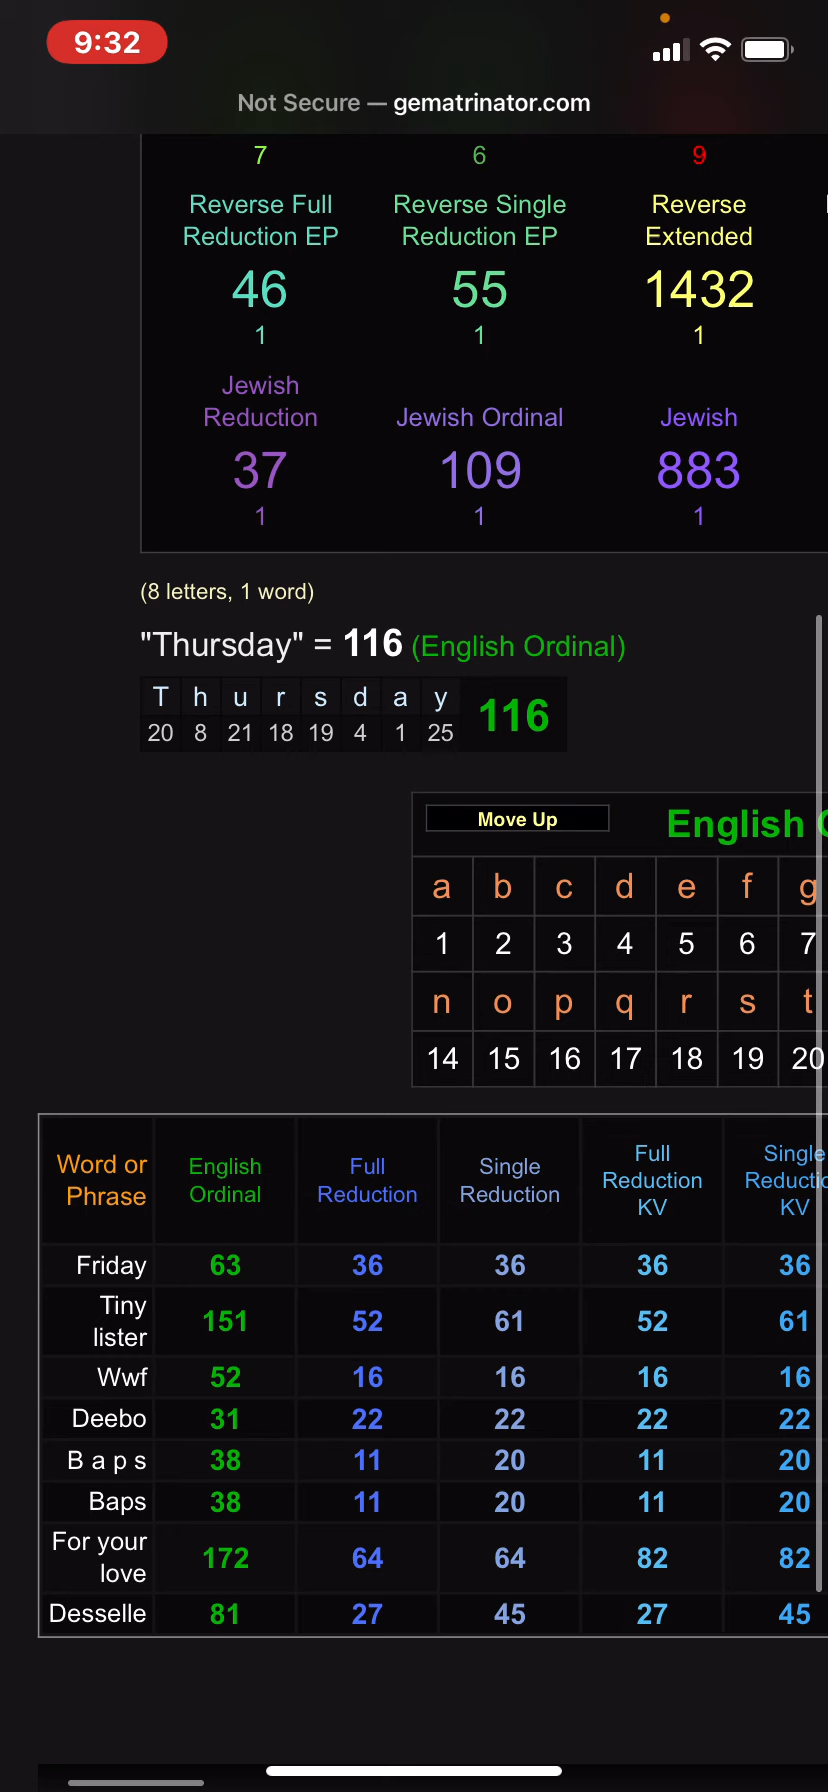 9:32
Not Secure — gematrinator.com
7 6 9
Reverse Full Reverse Single Reverse
Reduction EP Reduction EP Extended
46 55 1432
1 1 1
Jewish
Reduction Jewish Ordinal Jewish
37 109 883
1 1 1
(8 letters, 1 word)
"Thursday" = 116 (English Ordinal)
T h u r s d a y 116
20 8 21 18 19 4 1 25
Move Up English
a b c d e f g
1 2 3 4 5 6 7
n o p q r s t
14 15 16 17 18 19 20
Word or Phrase English Ordinal Full Reduction Single Reduction Full Reduction KV Single Reductio KV
Friday 63 36 36 36 36
Tiny lister 151 52 61 52 61
Wwf 52 16 16 16 16
Deebo 31 22 22 22 22
B a p s 38 11 20 11 20
Baps 38 11 20 11 20
For your love 172 64 64 82 82
Desselle 81 27 45 27 45